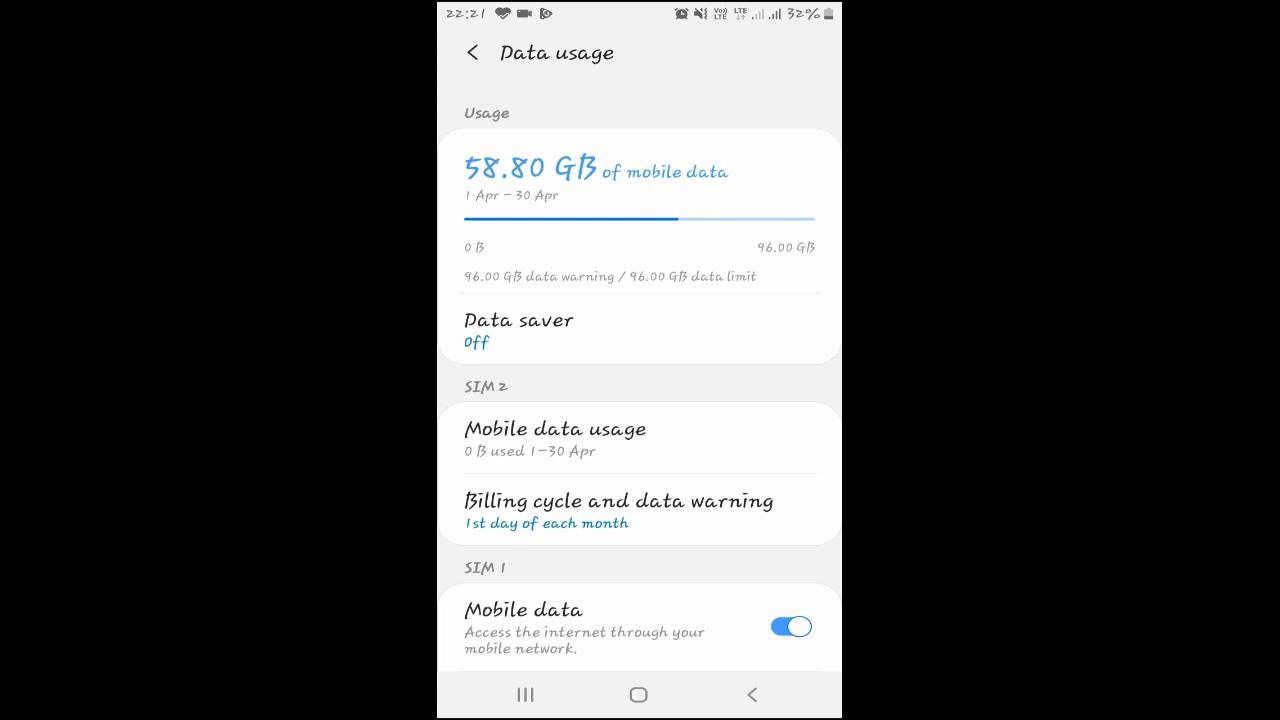 22:21 Vo) LTE LTE 32%
Data usage
Usage
58.80 GB of mobile data
1 Apr – 30 Apr
0 B 96.00 GB
96.00 GB data warning / 96.00 GB data limit
Data saver
Off
SIM 2
Mobile data usage
0 B used 1–30 Apr
Billing cycle and data warning
1st day of each month
SIM 1
Mobile data
Access the internet through your
mobile network.